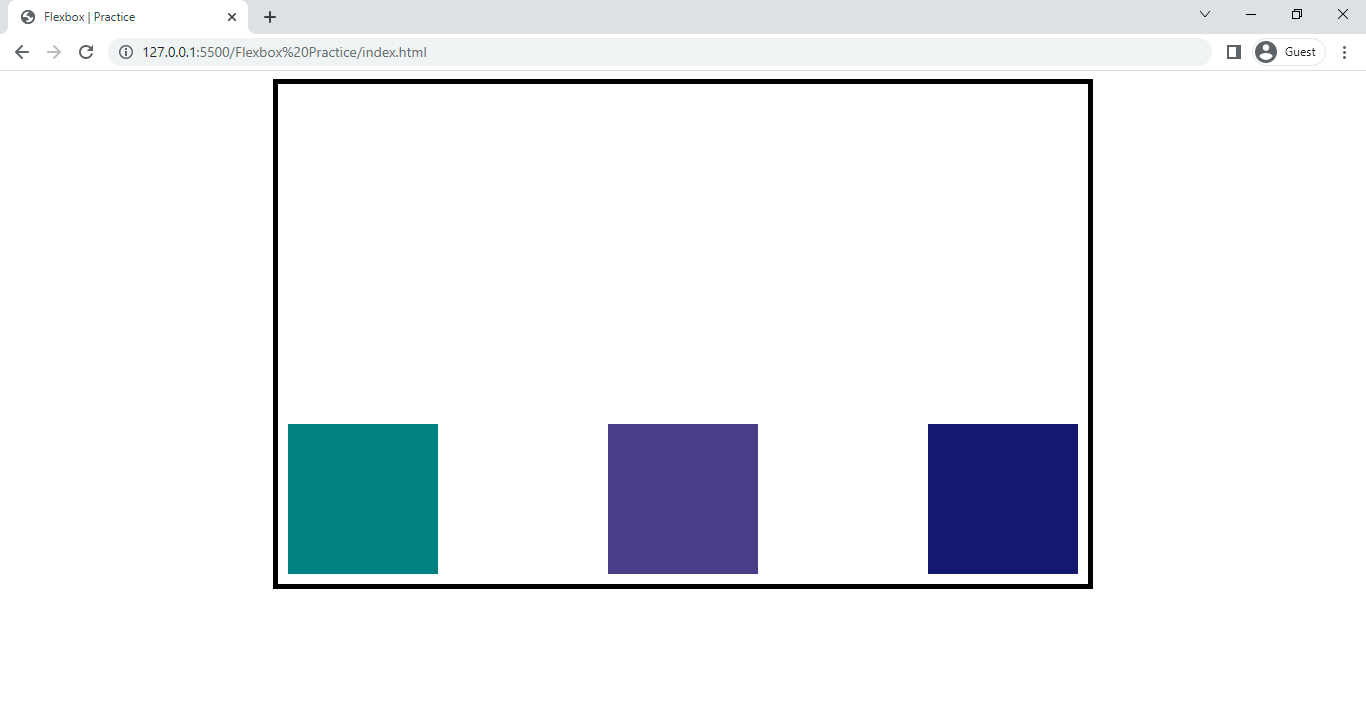 Flexbox | Practice
127.0.0.1:5500/Flexbox%20Practice/index.html
Guest